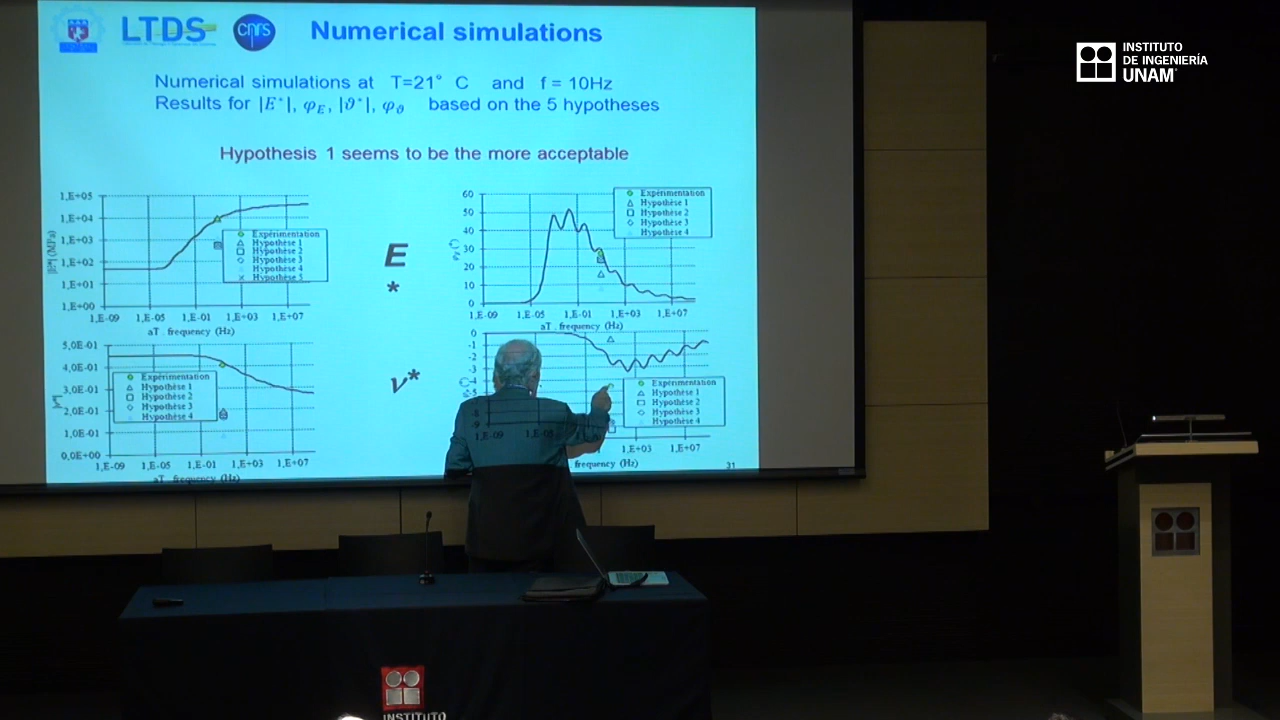 LTDS
cnrs
Numerical simulations
Numerical simulations at T=21° C and f = 10Hz
Results for |E*|, φE, |ϑ*|, φϑ based on the 5 hypotheses
Hypothesis 1 seems to be the more acceptable
1,E+05
1,E+04
1,E+03
1,E+02
1,E+01
1,E+00
|E*| (MPa)
1,E-09 1,E-05 1,E-01 1,E+03 1,E+07
aT . frequency (Hz)
Expérimentation
Hypothèse 1
Hypothèse 2
Hypothèse 3
Hypothèse 4
Hypothèse 5
E
*
60
50
40
30
20
10
0
1,E-09 1,E-05 1,E-01 1,E+03 1,E+07
aT . frequency (Hz)
Expérimentation
Hypothèse 1
Hypothèse 2
Hypothèse 3
Hypothèse 4
5,0E-01
4,0E-01
3,0E-01
2,0E-01
1,0E-01
0,0E+00
1,E-09 1,E-05 1,E-01 1,E+03 1,E+07
aT . frequency (Hz)
Expérimentation
Hypothèse 1
Hypothèse 2
Hypothèse 3
Hypothèse 4
ν*
0
-1
-2
-3
-4
-8
-9
1,E-09 1,E-05 1,E+03 1,E+07
frequency (Hz)
Expérimentation
Hypothèse 1
Hypothèse 2
Hypothèse 3
Hypothèse 4
31
INSTITUTO
DE INGENIERÍA
UNAM
INSTITUTO